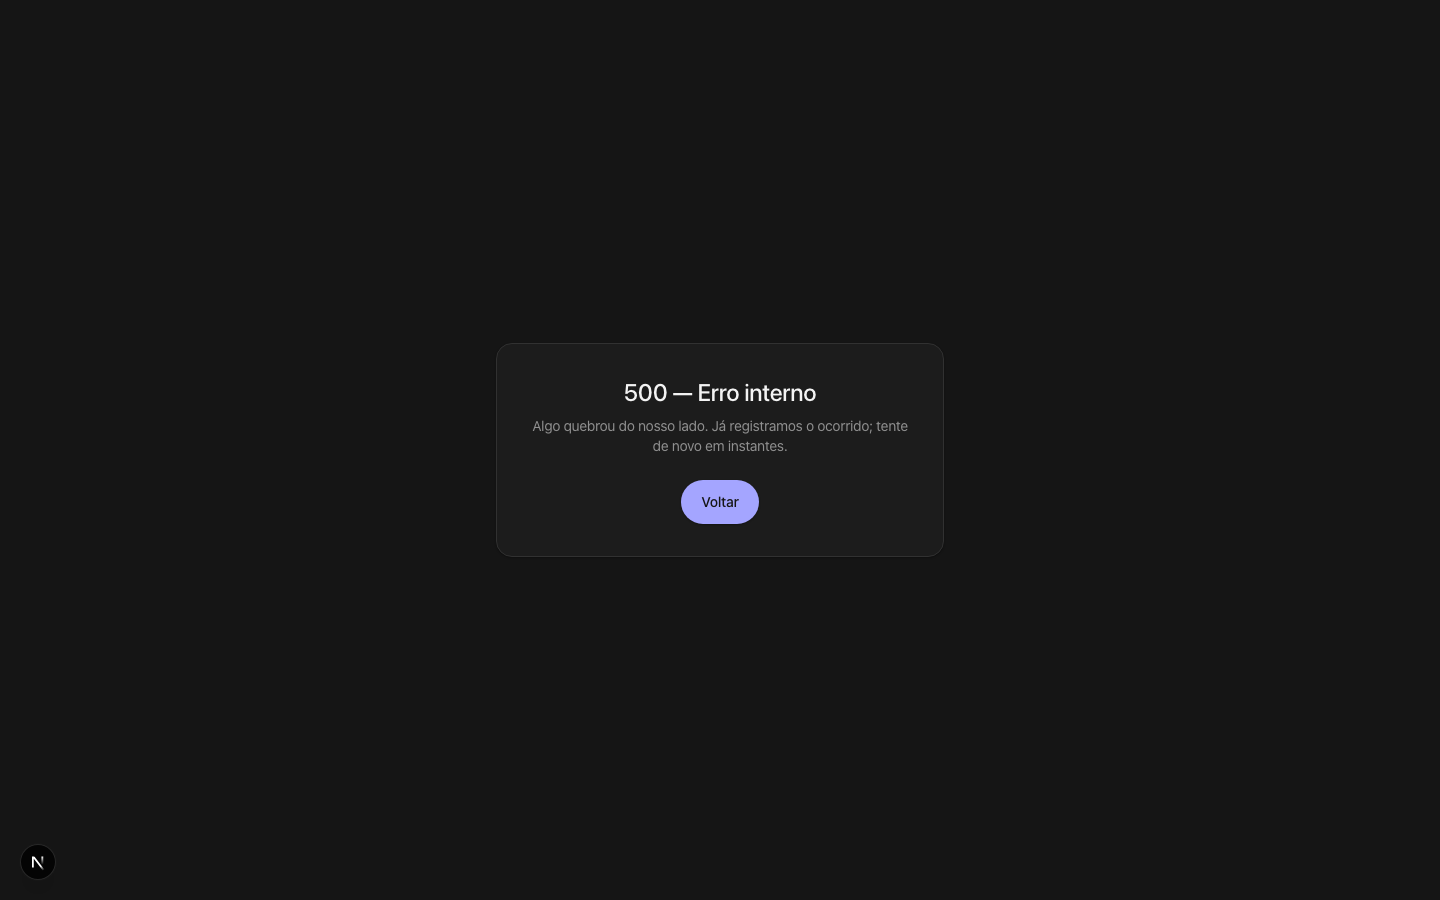 500 — Erro interno
Algo quebrou do nosso lado. Já registramos o ocorrido; tente
de novo em instantes.
Voltar
N